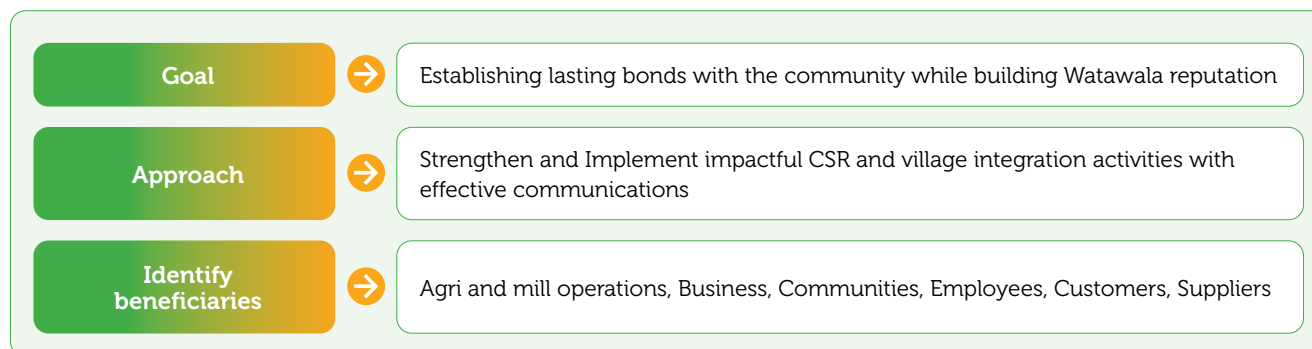 Goal
Establishing lasting bonds with the community while building Watawala reputation
Approach
Strengthen and Implement impactful CSR and village integration activities with
effective communications
Identify
beneficiaries
Agri and mill operations, Business, Communities, Employees, Customers, Suppliers